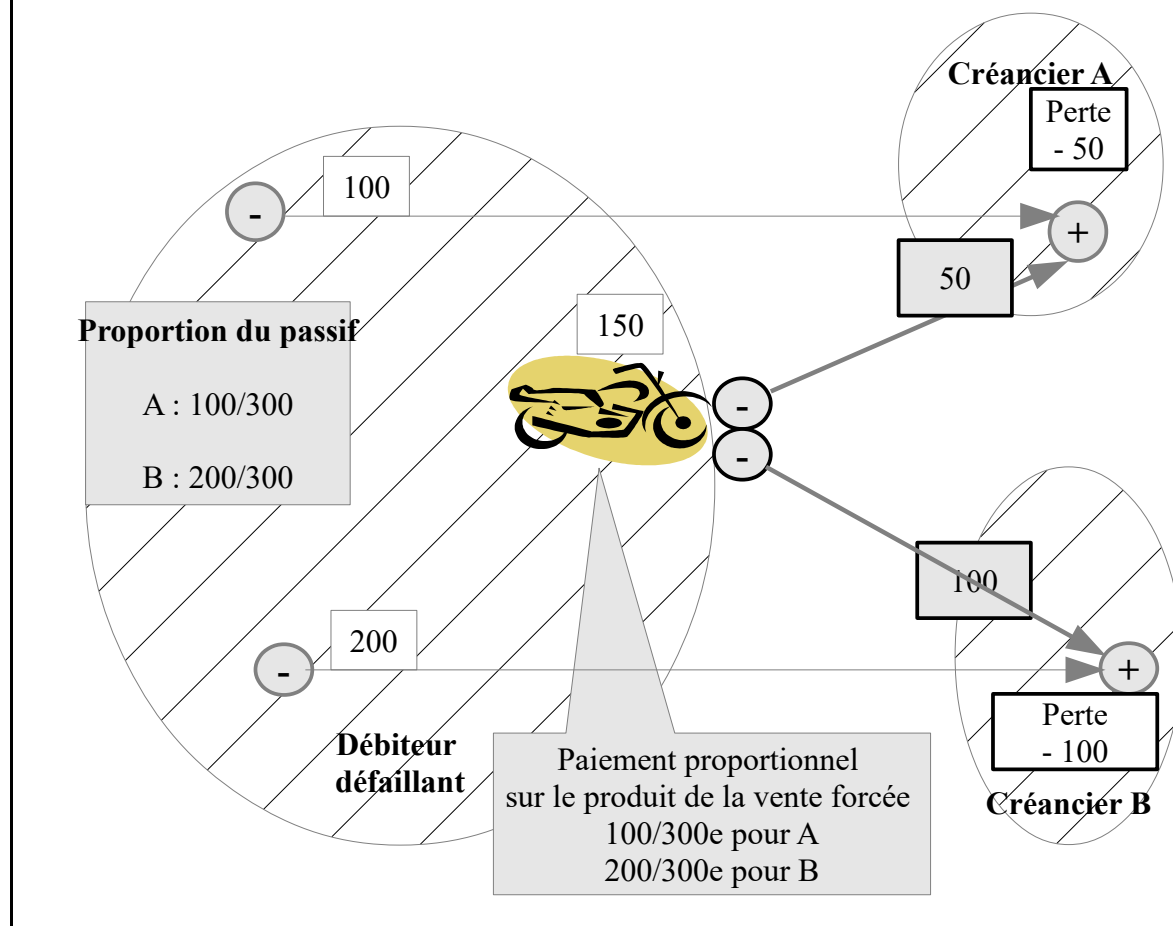 Créancier A
Perte
- 50
100
-
+
50
Proportion du passif
A : 100/300
B : 200/300
150
-
-
100
200
-
+
Perte
- 100
Débiteur
défaillant
Créancier B
Paiement proportionnel
sur le produit de la vente forcée
100/300e pour A
200/300e pour B